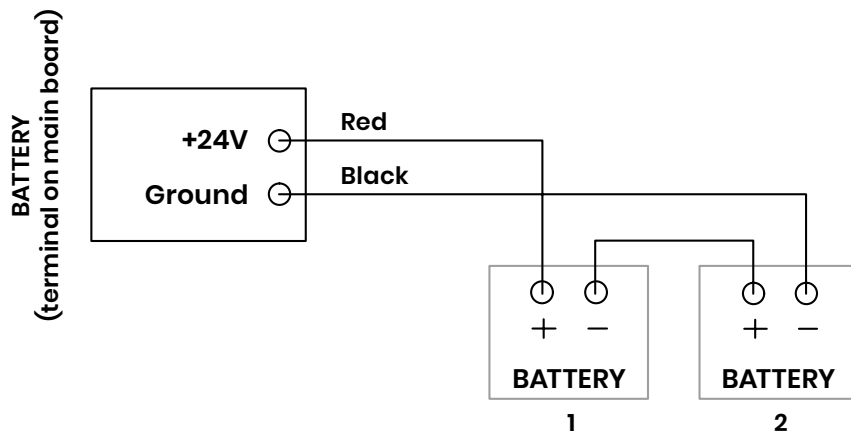 BATTERY
(terminal on main board)
+24V
Red
Ground
Black
+ −
+ −
BATTERY
BATTERY
1
2